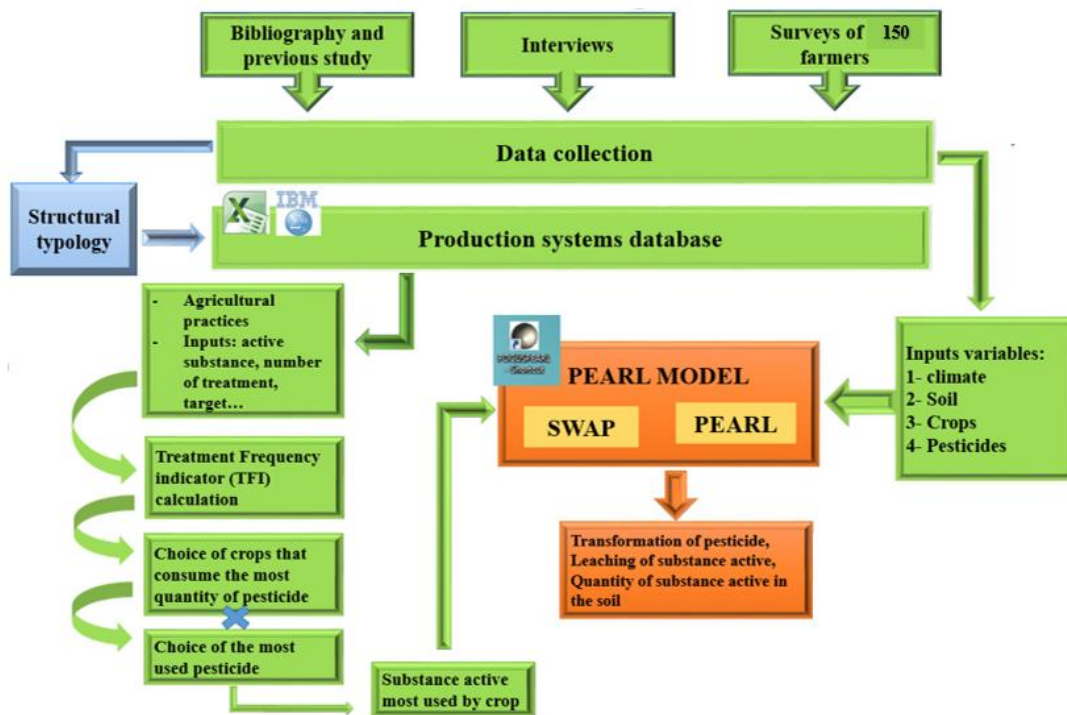 Bibliography and
previous study
Interviews
Surveys of 150
farmers
Data collection
Structural
typology
IBM
Production systems database
- Agricultural
practices
- Inputs: active
substance, number
of treatment,
target…
PEARL MODEL
SWAP
PEARL
Inputs variables:
1- climate
2- Soil
3- Crops
4- Pesticides
Treatment Frequency
indicator (TFI)
calculation
Transformation of pesticide,
Leaching of substance active,
Quantity of substance active in
the soil
Choice of crops that
consume the most
quantity of pesticide
Choice of the most
used pesticide
Substance active
most used by crop